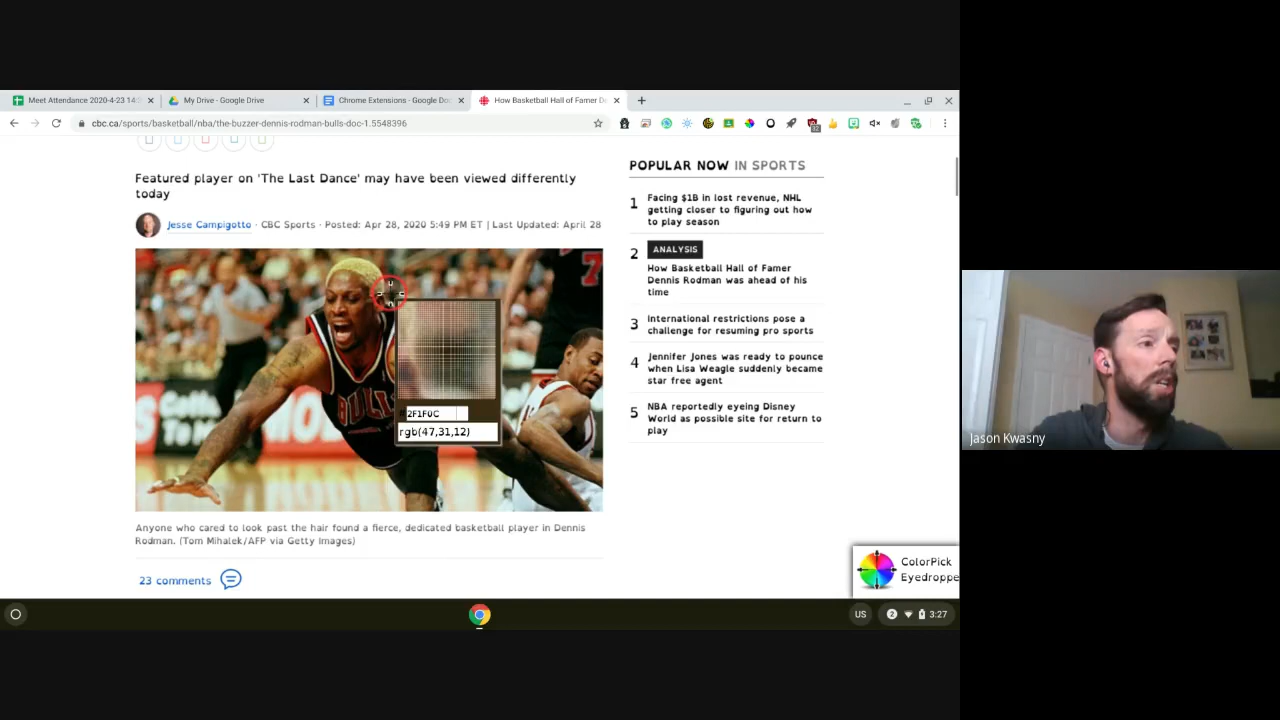 Meet Attendance 2020-4-23 14:
My Drive - Google Drive
Chrome Extensions - Google Doc
How Basketball Hall of Famer De
cbc.ca/sports/basketball/nba/the-buzzer-dennis-rodman-bulls-doc-1.5548396
Featured player on 'The Last Dance' may have been viewed differently
today
Jesse Campigotto · CBC Sports · Posted: Apr 28, 2020 5:49 PM ET | Last Updated: April 28
7
BULLS
#2F1F0C
rgb(47,31,12)
Anyone who cared to look past the hair found a fierce, dedicated basketball player in Dennis
Rodman. (Tom Mihalek/AFP via Getty Images)
23 comments
POPULAR NOW IN SPORTS
1 Facing $1B in lost revenue, NHL
getting closer to figuring out how
to play season
2 ANALYSIS
How Basketball Hall of Famer
Dennis Rodman was ahead of his
time
3 International restrictions pose a
challenge for resuming pro sports
4 Jennifer Jones was ready to pounce
when Lisa Weagle suddenly became
star free agent
5 NBA reportedly eyeing Disney
World as possible site for return to
play
ColorPick
Eyedroppe
US
2
3:27
Jason Kwasny